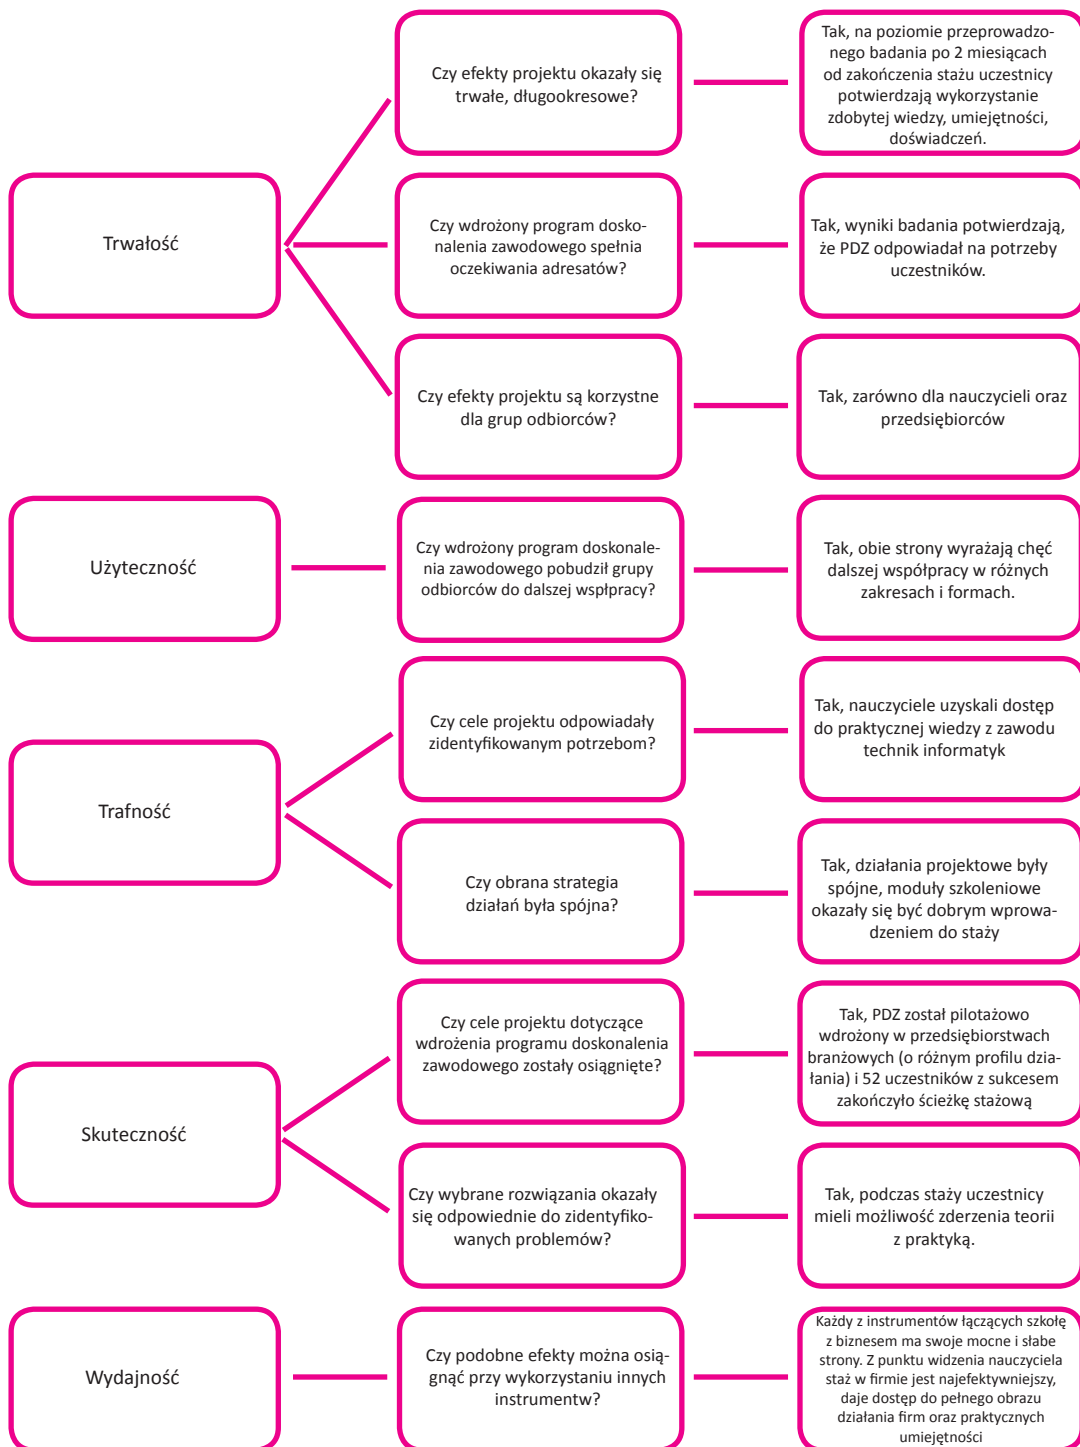 Trwałość
Czy efekty projektu okazały się
trwałe, długookresowe?
Tak, na poziomie przeprowadzo-
nego badania po 2 miesiącach
od zakończenia stażu uczestnicy
potwierdzają wykorzystanie
zdobytej wiedzy, umiejętności,
doświadczeń.
Czy wdrożony program dosko-
nalenia zawodowego spełnia
oczekiwania adresatów?
Tak, wyniki badania potwierdzają,
że PDZ odpowiadał na potrzeby
uczestników.
Czy efekty projektu są korzystne
dla grup odbiorców?
Tak, zarówno dla nauczycieli oraz
przedsiębiorców
Użyteczność
Czy wdrożony program doskonale-
nia zawodowego pobudził grupy
odbiorców do dalszej wspłpracy?
Tak, obie strony wyrażają chęć
dalszej współpracy w różnych
zakresach i formach.
Trafność
Czy cele projektu odpowiadały
zidentyfikowanym potrzebom?
Tak, nauczyciele uzyskali dostęp
do praktycznej wiedzy z zawodu
technik informatyk
Czy obrana strategia
działań była spójna?
Tak, działania projektowe były
spójne, moduły szkoleniowe
okazały się być dobrym wprowa-
dzeniem do staży
Skuteczność
Czy cele projektu dotyczące
wdrożenia programu doskonalenia
zawodowego zostały osiągnięte?
Tak, PDZ został pilotażowo
wdrożony w przedsiębiorstwach
branżowych (o różnym profilu dzia-
łania) i 52 uczestników z sukcesem
zakończyło ścieżkę stażową
Czy wybrane rozwiązania okazały
się odpowiednie do zidentyfiko-
wanych problemów?
Tak, podczas staży uczestnicy
mieli możliwość zderzenia teorii
z praktyką.
Wydajność
Czy podobne efekty można osią-
gnąć przy wykorzystaniu innych
instrumentw?
Każdy z instrumentów łączących szkołę
z biznesem ma swoje mocne i słabe
strony. Z punktu widzenia nauczyciela
staż w firmie jest najefektywniejszy,
daje dostęp do pełnego obrazu
działania firm oraz praktycznych
umiejętności